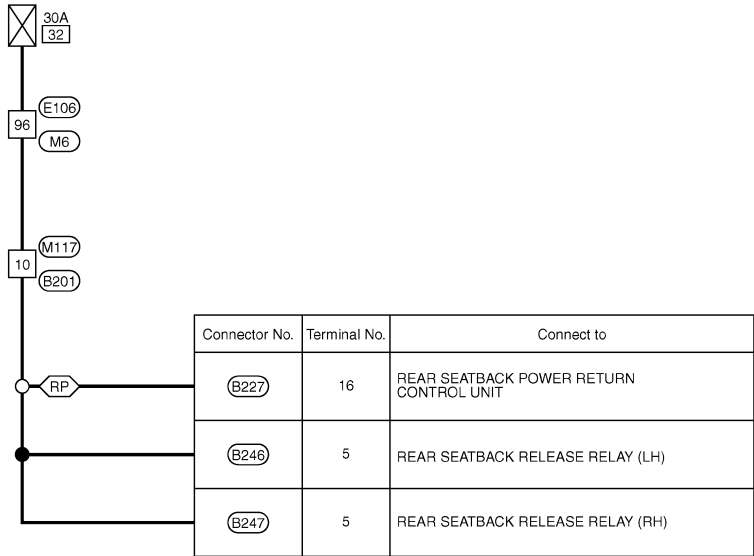 30A
32
E106
96
M6
M117
10
B201
Connector No. Terminal No. Connect to
RP B227 16 REAR SEATBACK POWER RETURN
CONTROL UNIT
B246 5 REAR SEATBACK RELEASE RELAY (LH)
B247 5 REAR SEATBACK RELEASE RELAY (RH)